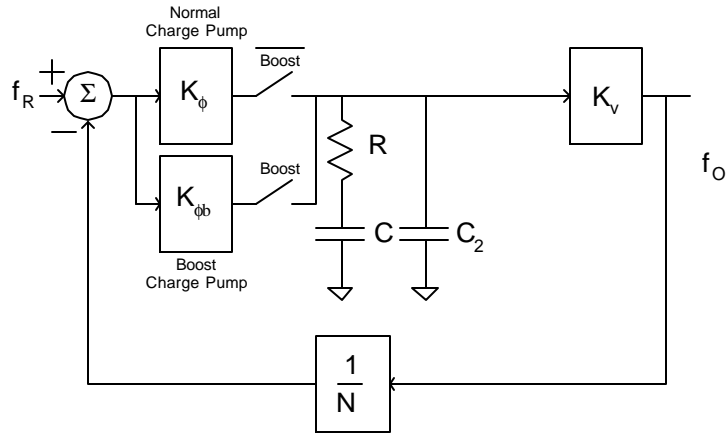 Normal
Charge Pump
Boost
+
f_R
Σ
K_ϕ
K_v
−
R
f_O
Boost
K_ϕb
C
C_2
Boost
Charge Pump
1
N